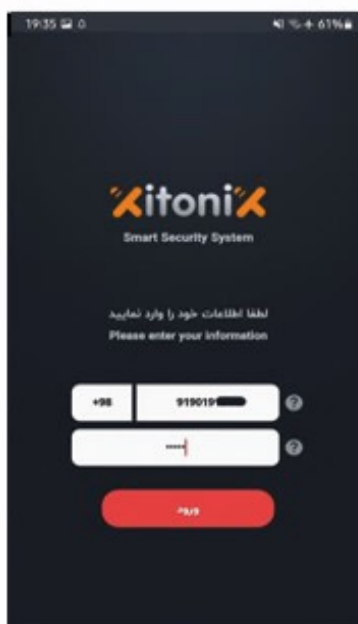 19:35
61%
XitoniX
Smart Security System
لطفا اطلاعات خود را وارد نمایید
Please enter your information
+98 919019
•••••
ورود